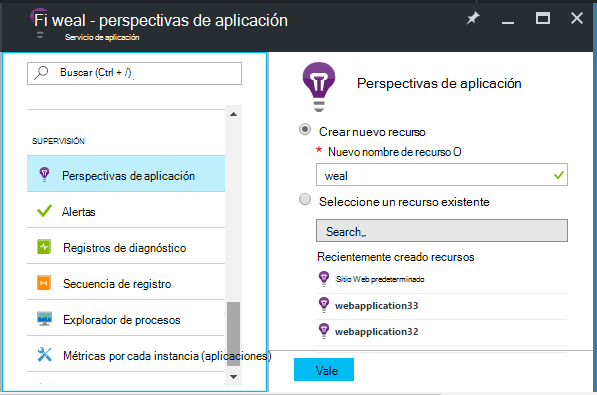 Fi weal - perspectivas de aplicación
Servicio de aplicación
Buscar (Ctrl + /)
SUPERVISIÓN
Perspectivas de aplicación
Alertas
Registros de diagnóstico
Secuencia de registro
Explorador de procesos
Métricas por cada instancia (aplicaciones)
Perspectivas de aplicación
Crear nuevo recurso
* Nuevo nombre de recurso O
weal
Seleccione un recurso existente
Search,.
Recientemente creado recursos
Sitio Web predeterminado
webapplication33
webapplication32
Vale